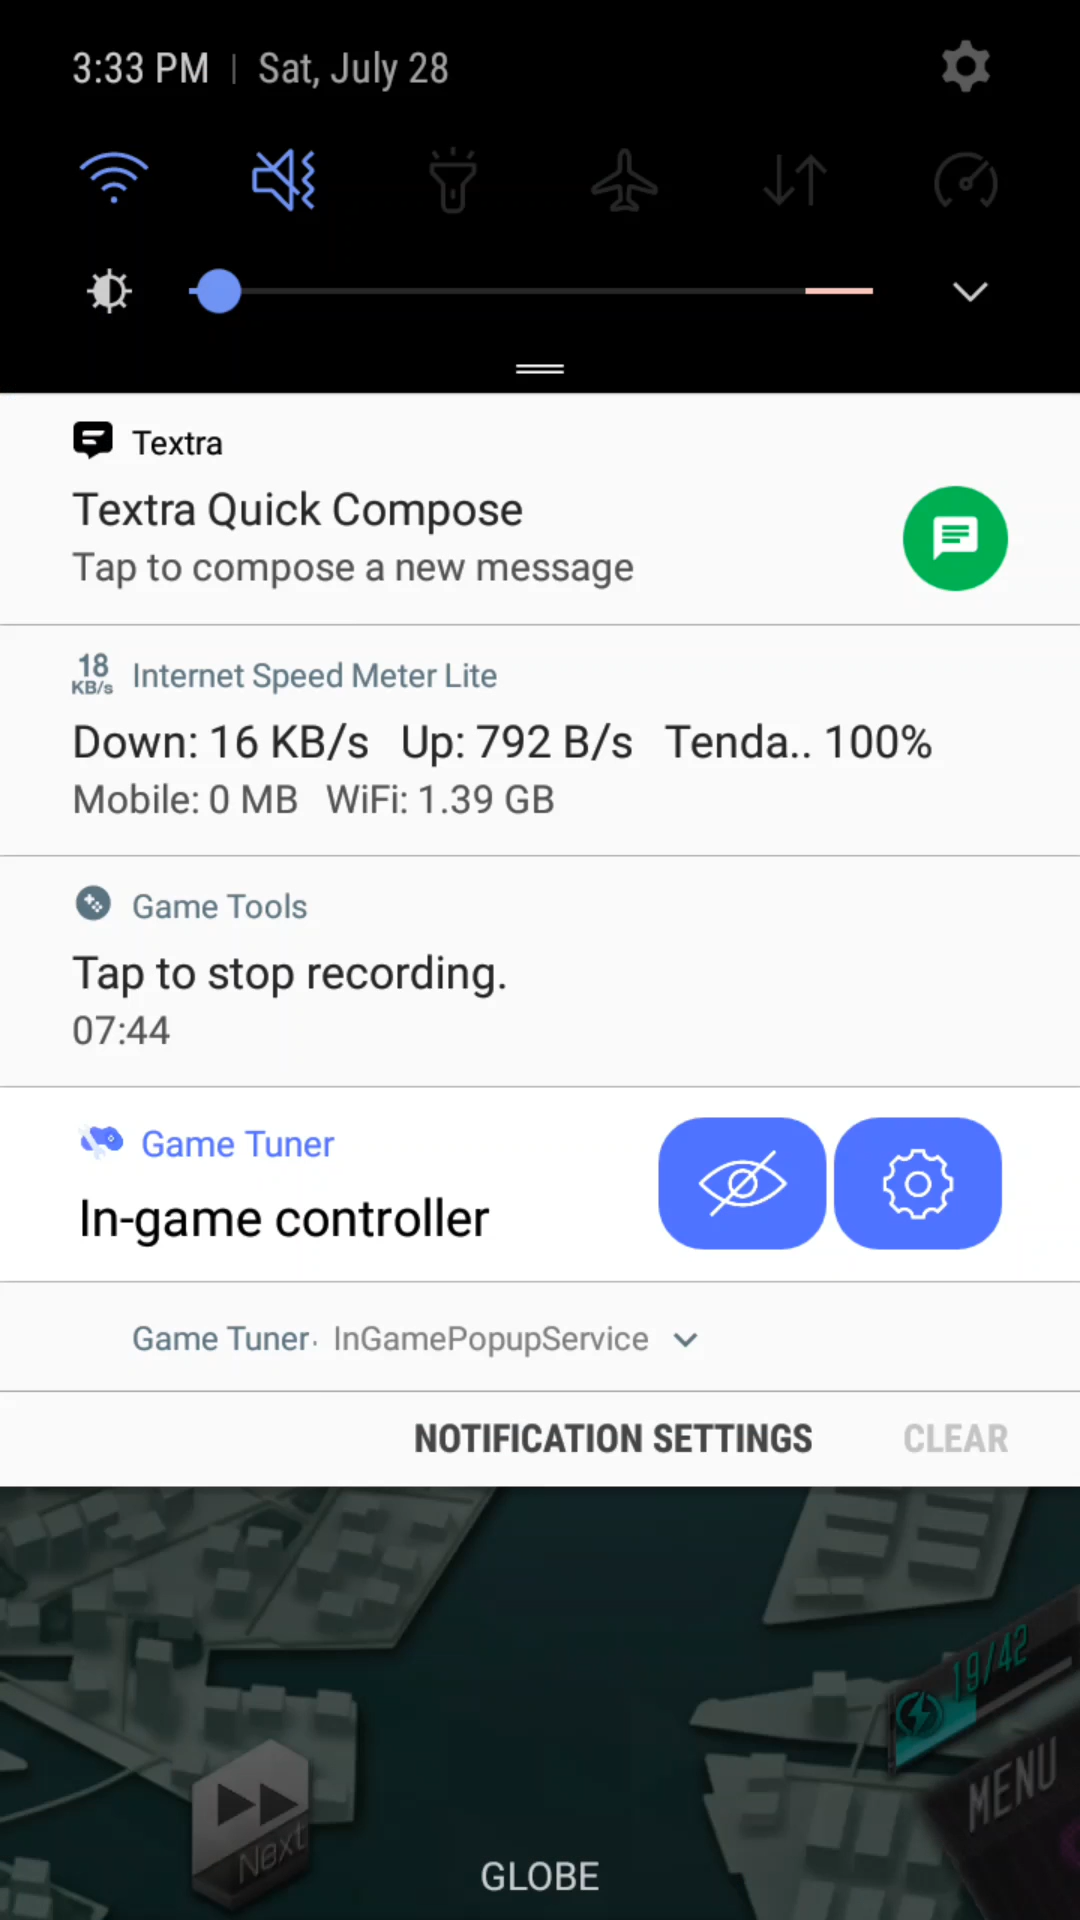 3:33 PM | Sat, July 28
Textra
Textra Quick Compose
Tap to compose a new message
18
KB/s
Internet Speed Meter Lite
Down: 16 KB/s Up: 792 B/s Tenda.. 100%
Mobile: 0 MB WiFi: 1.39 GB
Game Tools
Tap to stop recording.
07:44
Game Tuner
In-game controller
Game Tuner · InGamePopupService
NOTIFICATION SETTINGS CLEAR
19/42
MENU
Next
GLOBE